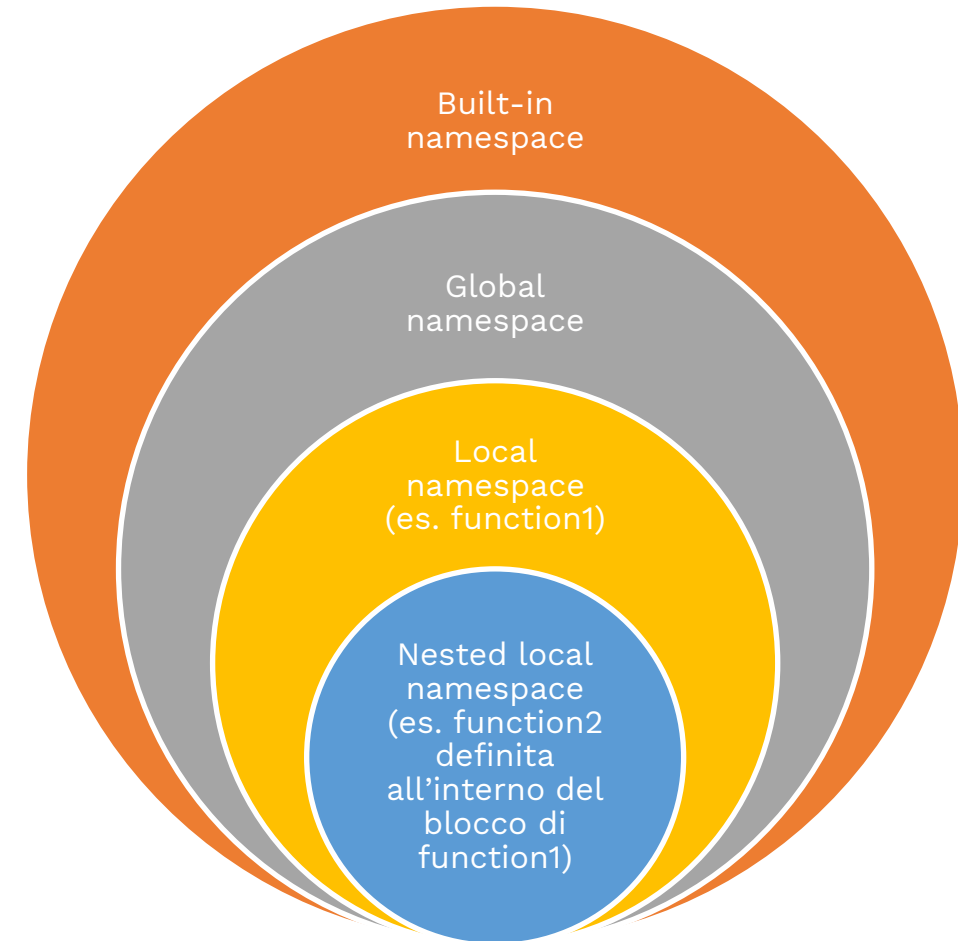 Built-in
namespace
Global
namespace
Local
namespace
(es. function1)
Nested local
namespace
(es. function2
definita
all’interno del
blocco di
function1)